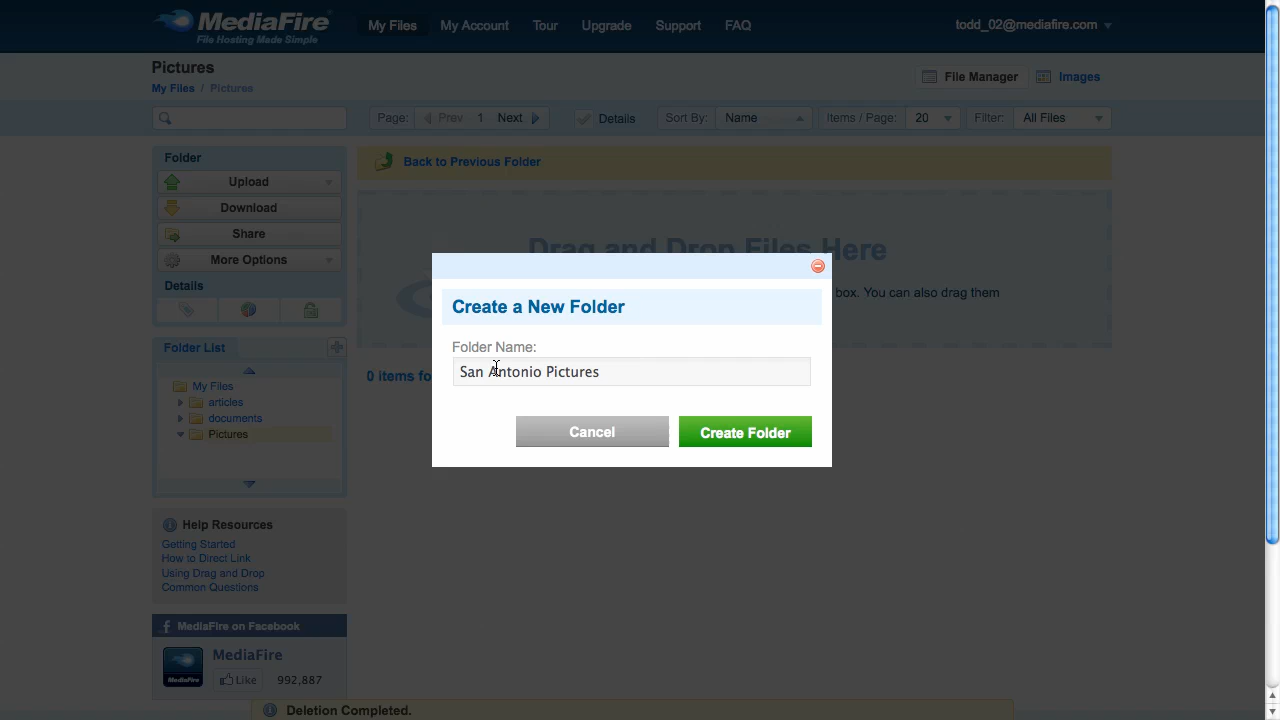 MediaFire
File Hosting Made Simple
My Files My Account Tour Upgrade Support FAQ
todd_02@mediafire.com
Pictures
My Files / Pictures
File Manager Images
Page: Prev 1 Next Details Sort By: Name Items / Page: 20 Filter: All Files
Folder
Upload
Download
Share
More Options
Details
Folder List
My Files
articles
documents
Pictures
Help Resources
Getting Started
How to Direct Link
Using Drag and Drop
Common Questions
MediaFire on Facebook
MediaFire
MediaFire
Like 992,887
Back to Previous Folder
Drag and Drop Files Here
box. You can also drag them
0 items fo
Create a New Folder
Folder Name:
San Antonio Pictures
Cancel Create Folder
Deletion Completed.